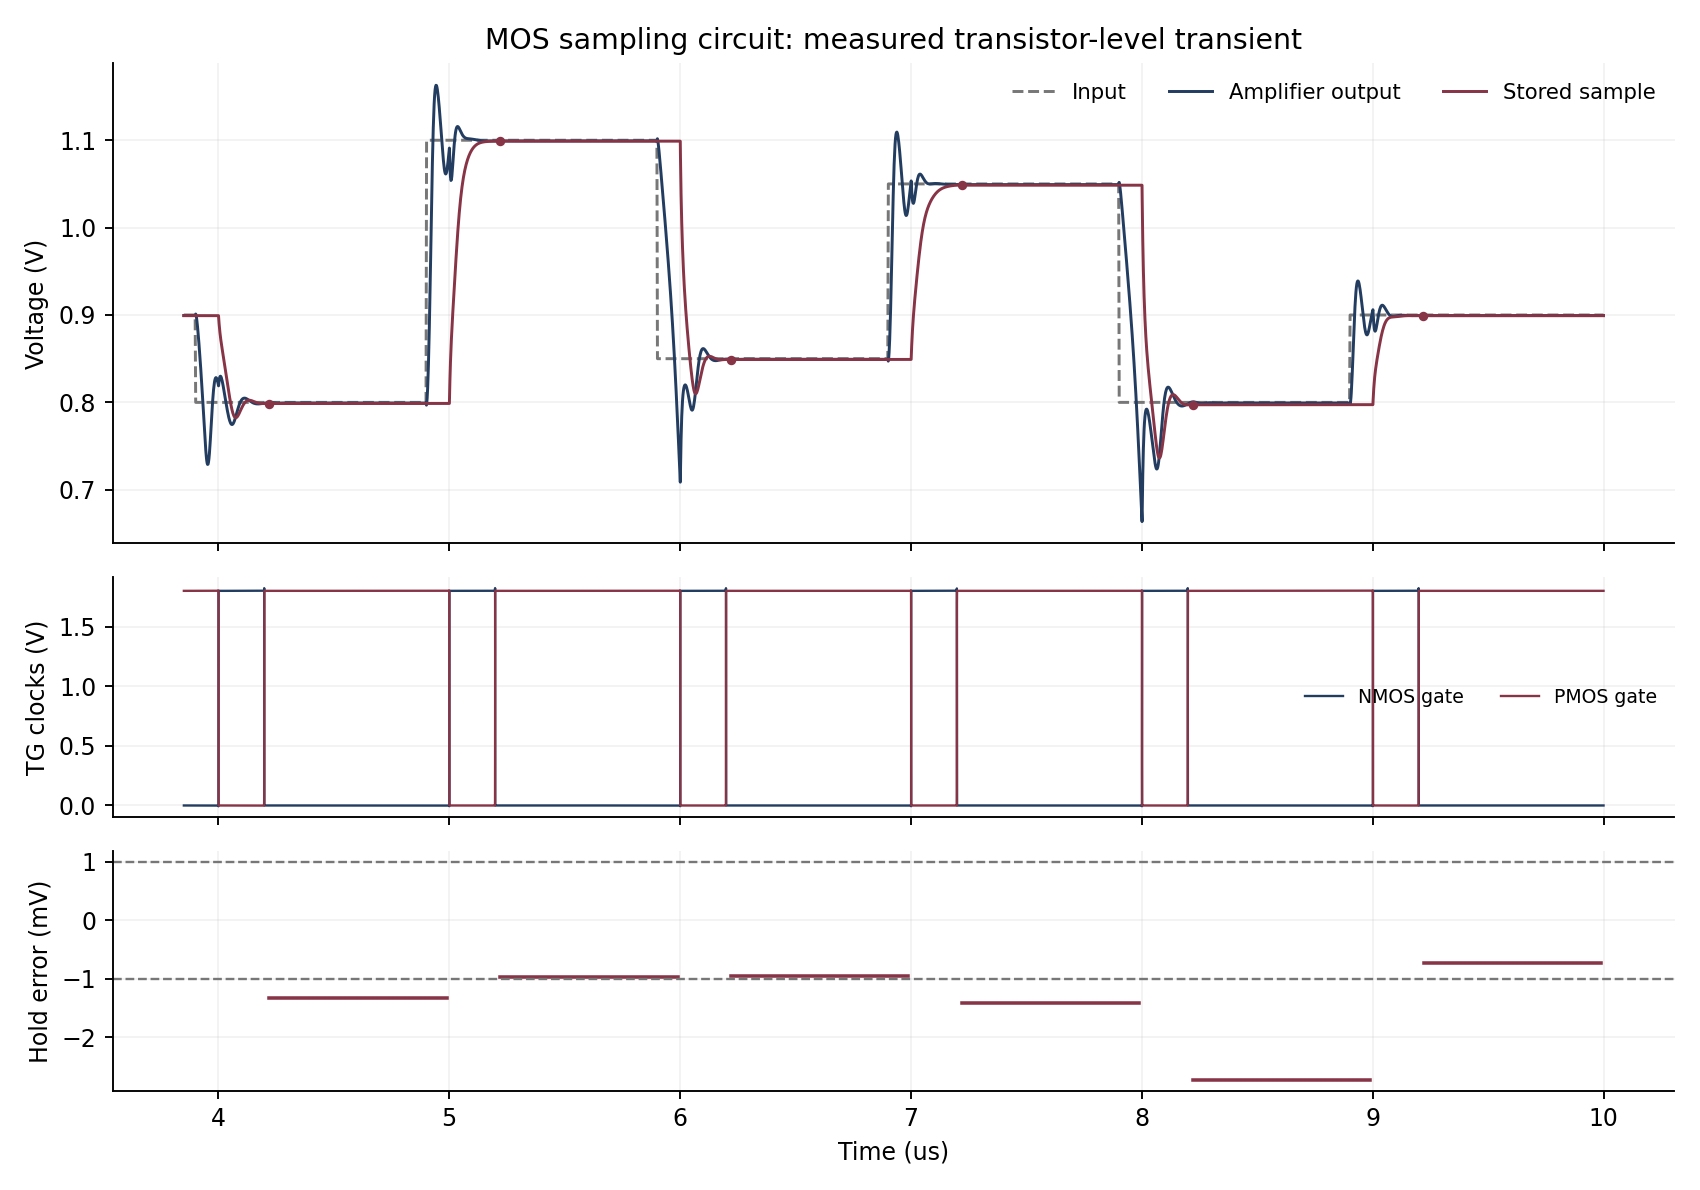 MOS sampling circuit: measured transistor-level transient
Input
Amplifier output
Stored sample
Voltage (V)
1.1
1.0
0.9
0.8
0.7
TG clocks (V)
1.5
1.0
0.5
0.0
NMOS gate
PMOS gate
Hold error (mV)
1
0
−1
−2
4
5
6
7
8
9
10
Time (us)